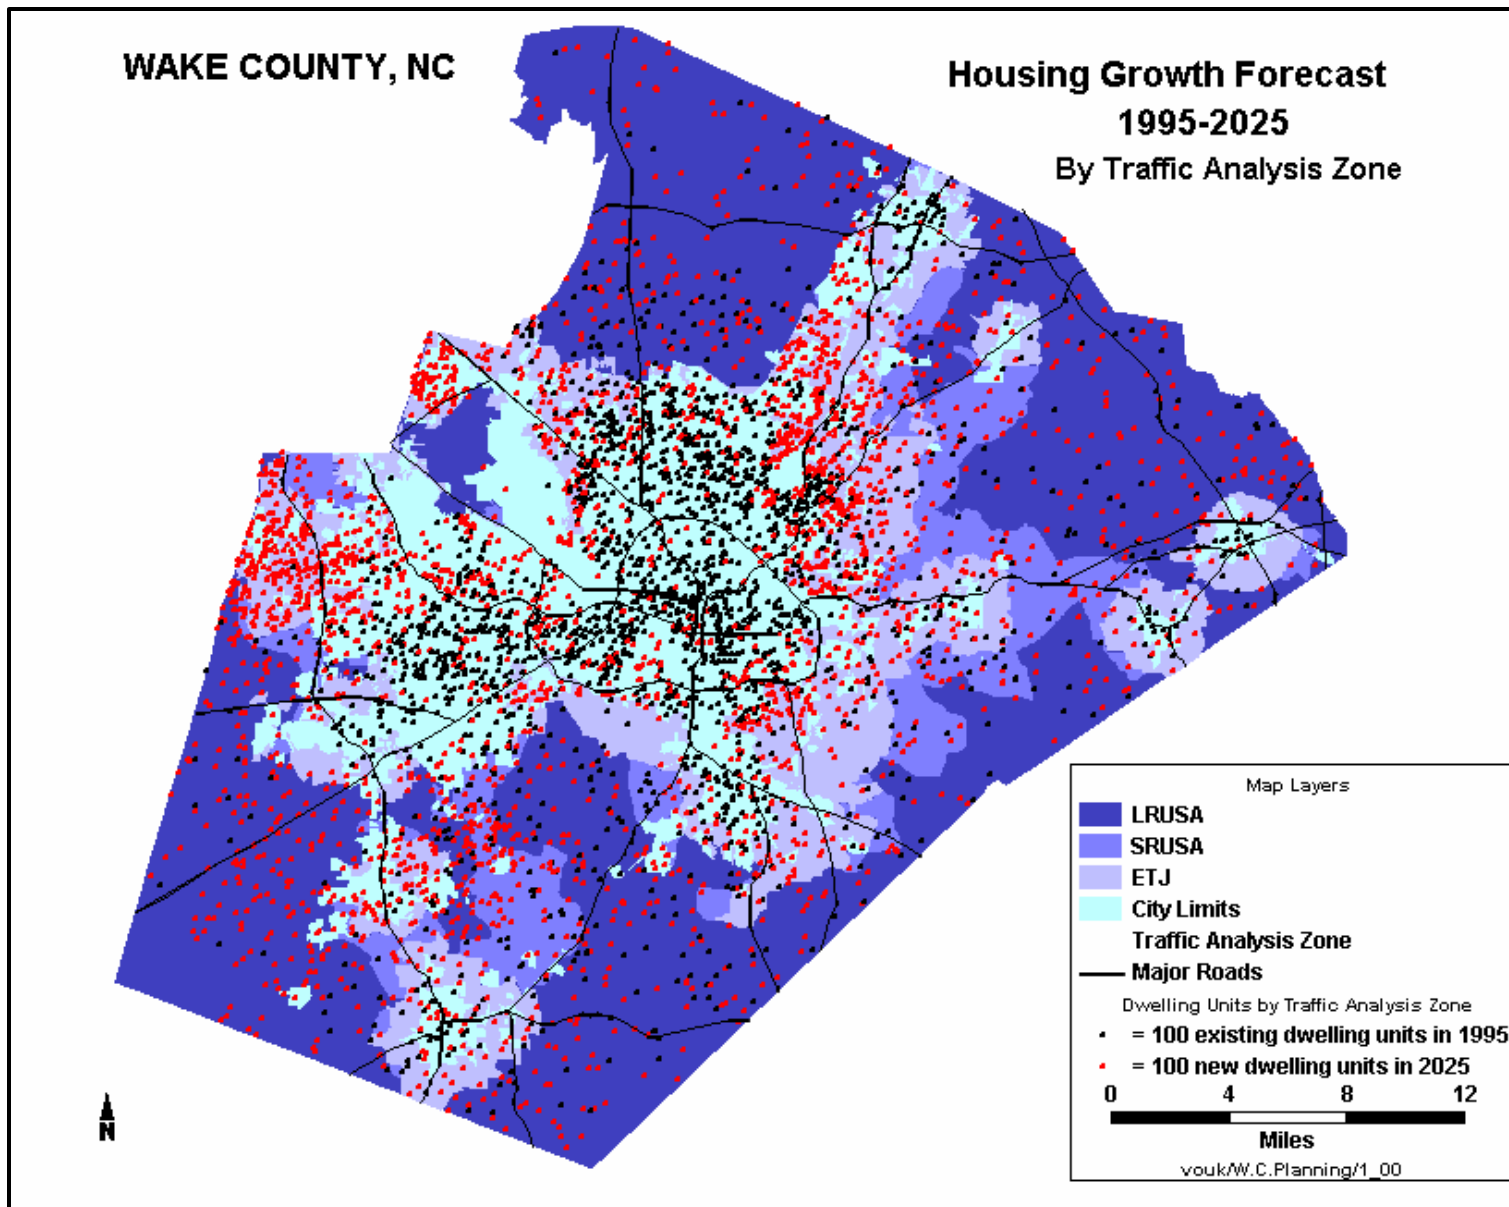 WAKE COUNTY, NC
Housing Growth Forecast
1995-2025
By Traffic Analysis Zone
Map Layers
LRUSA
SRUSA
ETJ
City Limits
Traffic Analysis Zone
Major Roads
Dwelling Units by Traffic Analysis Zone
= 100 existing dwelling units in 1995
= 100 new dwelling units in 2025
0 4 8 12
Miles
vouk/W.C.Planning/1_00
N